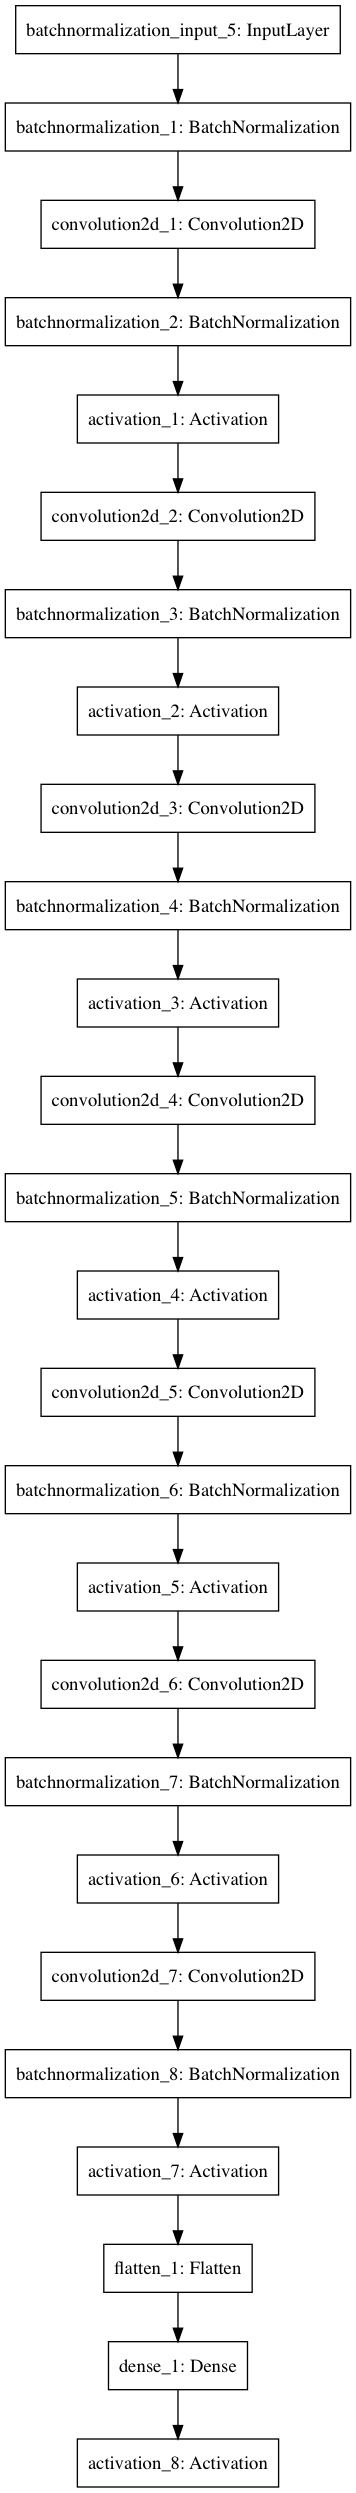 batchnormalization_input_5: InputLayer
batchnormalization_1: BatchNormalization
convolution2d_1: Convolution2D
batchnormalization_2: BatchNormalization
activation_1: Activation
convolution2d_2: Convolution2D
batchnormalization_3: BatchNormalization
activation_2: Activation
convolution2d_3: Convolution2D
batchnormalization_4: BatchNormalization
activation_3: Activation
convolution2d_4: Convolution2D
batchnormalization_5: BatchNormalization
activation_4: Activation
convolution2d_5: Convolution2D
batchnormalization_6: BatchNormalization
activation_5: Activation
convolution2d_6: Convolution2D
batchnormalization_7: BatchNormalization
activation_6: Activation
convolution2d_7: Convolution2D
batchnormalization_8: BatchNormalization
activation_7: Activation
flatten_1: Flatten
dense_1: Dense
activation_8: Activation